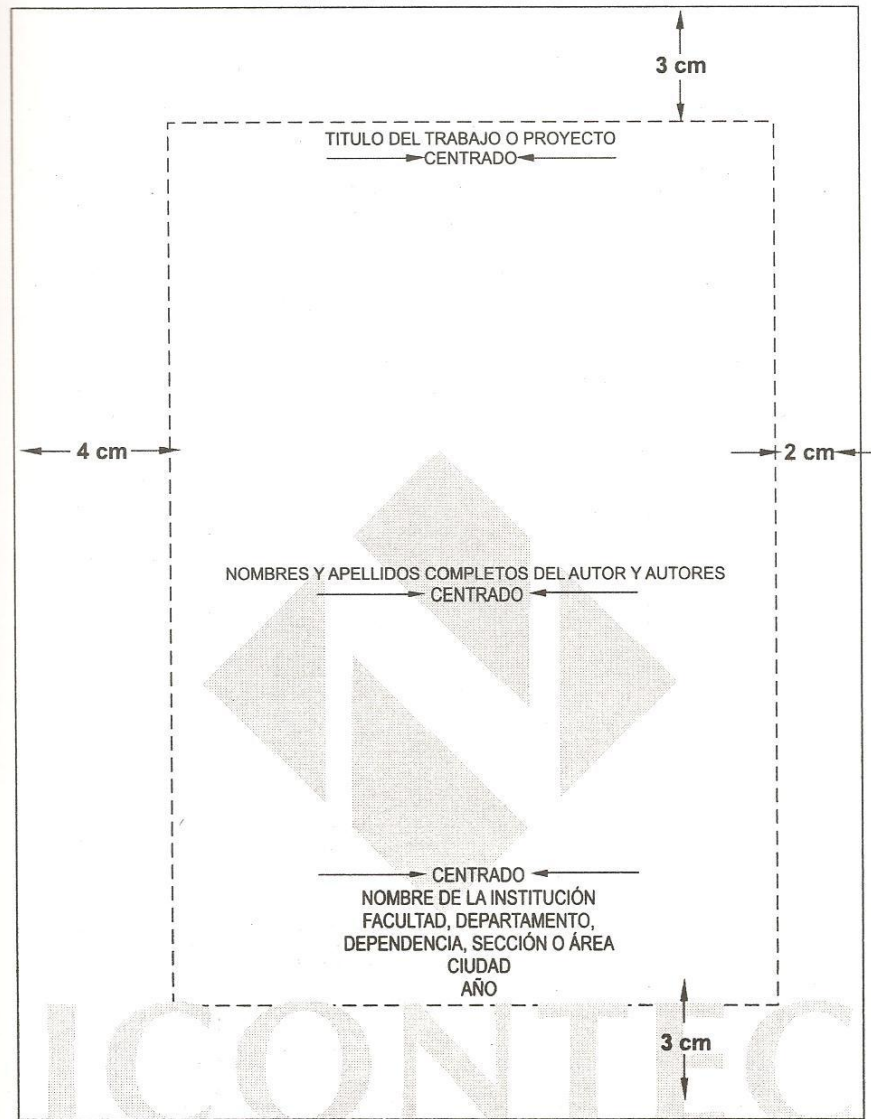 3 cm
TITULO DEL TRABAJO O PROYECTO
CENTRADO
4 cm
2 cm
NOMBRES Y APELLIDOS COMPLETOS DEL AUTOR Y AUTORES
CENTRADO
CENTRADO
NOMBRE DE LA INSTITUCIÓN
FACULTAD, DEPARTAMENTO,
DEPENDENCIA, SECCIÓN O ÁREA
CIUDAD
AÑO
3 cm
ICONTEC